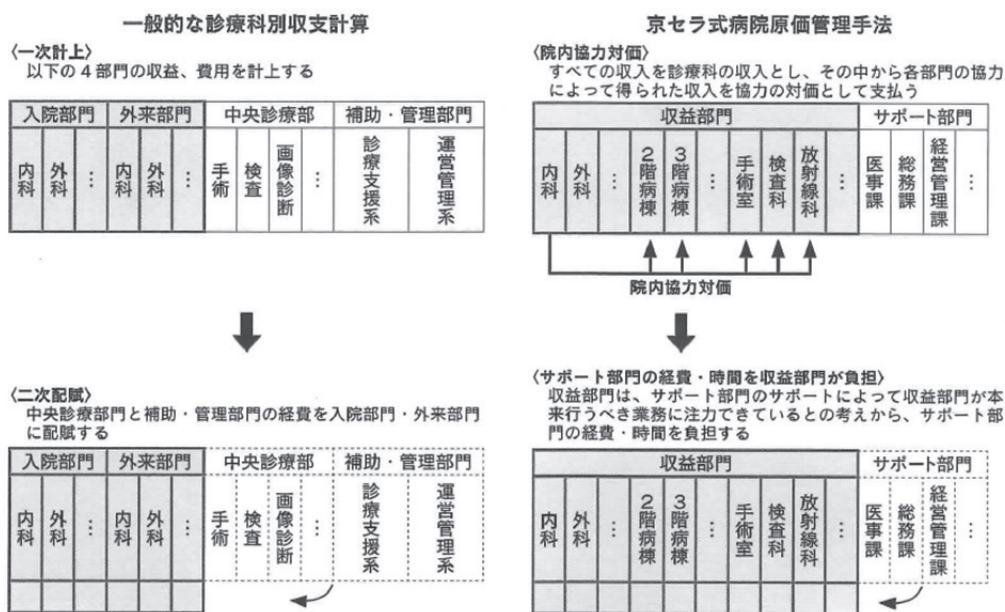 一般的な診療科別収支計算
〈一次計上〉
以下の4部門の収益、費用を計上する
入院部門 外来部門 中央診療部 補助・管理部門
内科 外科 ⋮ 内科 外科 ⋮ 手術 検査 画像診断 ⋮ 診療支援系 運営管理系
〈二次配賦〉
中央診療部門と補助・管理部門の経費を入院部門・外来部門
に配賦する
入院部門 外来部門 中央診療部 補助・管理部門
内科 外科 ⋮ 内科 外科 ⋮ 手術 検査 画像診断 ⋮ 診療支援系 運営管理系
京セラ式病院原価管理手法
〈院内協力対価〉
すべての収入を診療科の収入とし、その中から各部門の協力
によって得られた収入を協力の対価として支払う
収益部門 サポート部門
内科 外科 ⋮ 2階病棟 3階病棟 ⋮ 手術室 検査科 放射線科 ⋮ 医事課 総務課 経営管理課 ⋮
院内協力対価
〈サポート部門の経費・時間を収益部門が負担〉
収益部門は、サポート部門のサポートによって収益部門が本
来行うべき業務に注力できているとの考えから、サポート部
門の経費・時間を負担する
収益部門 サポート部門
内科 外科 ⋮ 2階病棟 3階病棟 ⋮ 手術室 検査科 放射線科 ⋮ 医事課 総務課 経営管理課 ⋮